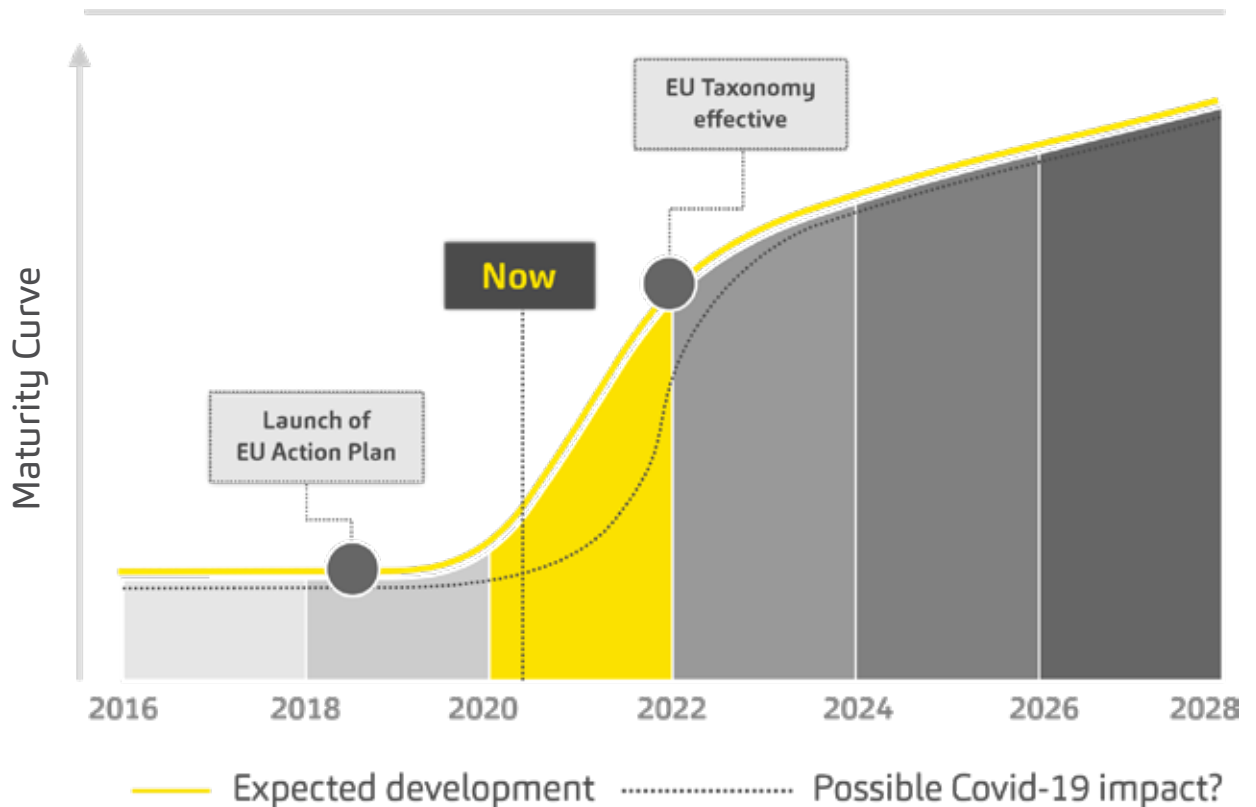 EU Taxonomy
effective
Now
Launch of
EU Action Plan
Maturity Curve
2016 2018 2020 2022 2024 2026 2028
Expected development Possible Covid-19 impact?